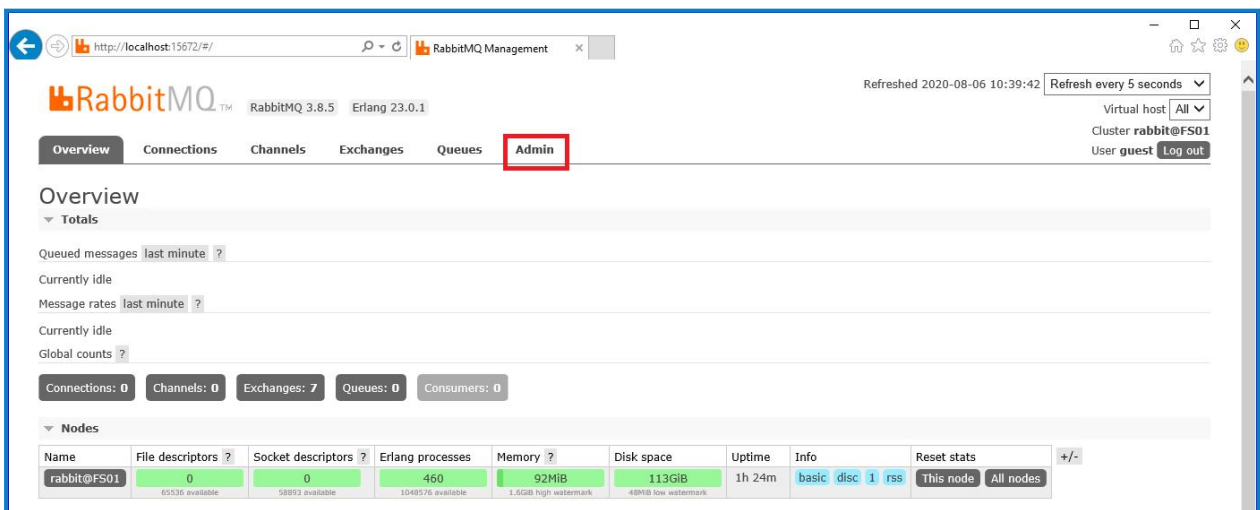 http://localhost:15672/#/ RabbitMQ Management
Refreshed 2020-08-06 10:39:42 Refresh every 5 seconds
RabbitMQ TM RabbitMQ 3.8.5 Erlang 23.0.1
Virtual host All
Cluster rabbit@FS01
User guest Log out
Overview Connections Channels Exchanges Queues Admin
Overview
Totals
Queued messages last minute ?
Currently idle
Message rates last minute ?
Currently idle
Global counts ?
Connections: 0 Channels: 0 Exchanges: 7 Queues: 0 Consumers: 0
Nodes
Name File descriptors ? Socket descriptors ? Erlang processes Memory ? Disk space Uptime Info Reset stats +/-
rabbit@FS01 0 0 460 92MiB 113GiB 1h 24m basic disc 1 rss This node All nodes
65536 available 58893 available 1048576 available 1.6GiB high watermark 48MiB low watermark